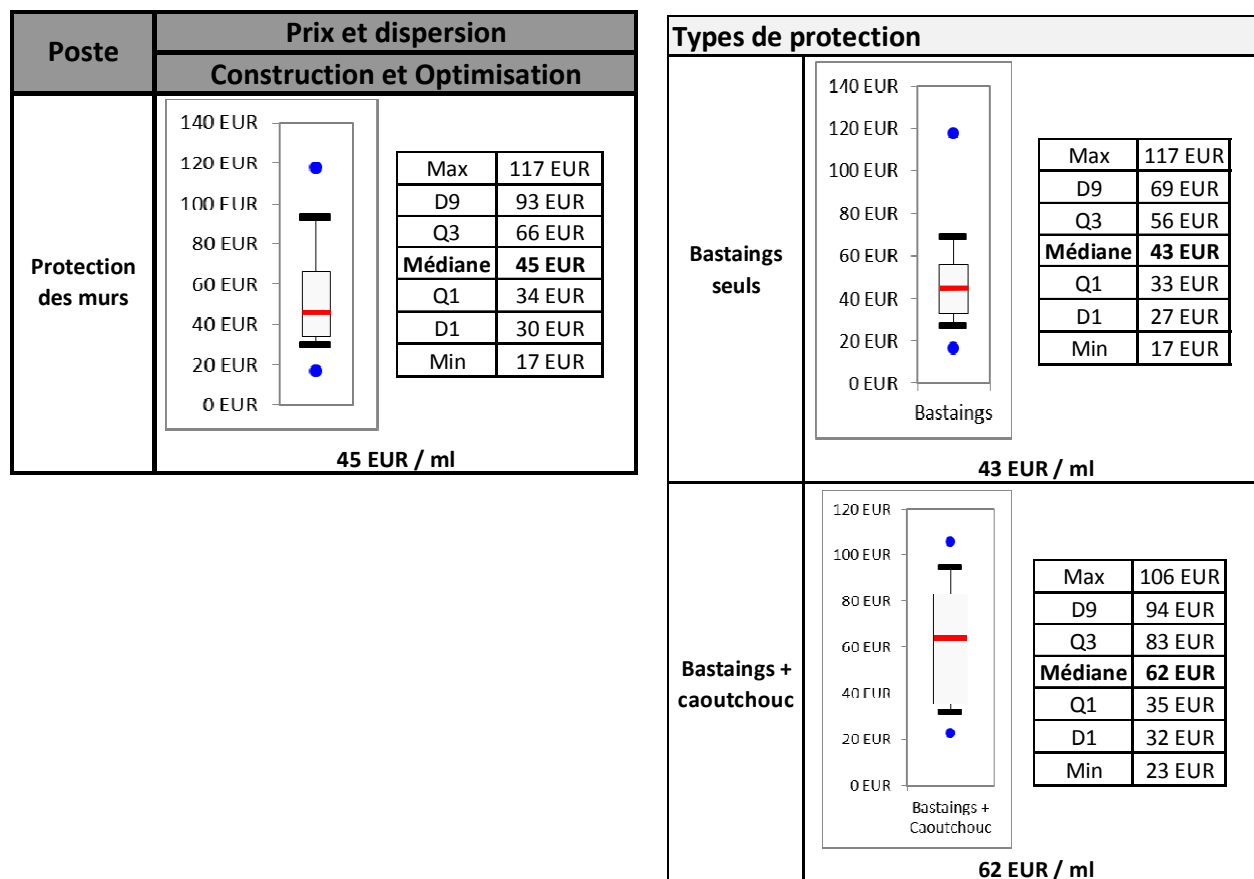 Poste
Prix et dispersion
Construction et Optimisation
Protection
des murs
140 EUR
120 EUR
100 EUR
80 EUR
60 EUR
40 EUR
20 EUR
0 EUR
Max 117 EUR
D9 93 EUR
Q3 66 EUR
Médiane 45 EUR
Q1 34 EUR
D1 30 EUR
Min 17 EUR
45 EUR / ml
Types de protection
Bastaings
seuls
140 EUR
120 EUR
100 EUR
80 EUR
60 EUR
40 EUR
20 EUR
0 EUR
Bastaings
Max 117 EUR
D9 69 EUR
Q3 56 EUR
Médiane 43 EUR
Q1 33 EUR
D1 27 EUR
Min 17 EUR
43 EUR / ml
Bastaings +
caoutchouc
120 EUR
100 EUR
80 EUR
60 EUR
40 EUR
20 EUR
0 EUR
Bastaings +
Caoutchouc
Max 106 EUR
D9 94 EUR
Q3 83 EUR
Médiane 62 EUR
Q1 35 EUR
D1 32 EUR
Min 23 EUR
62 EUR / ml